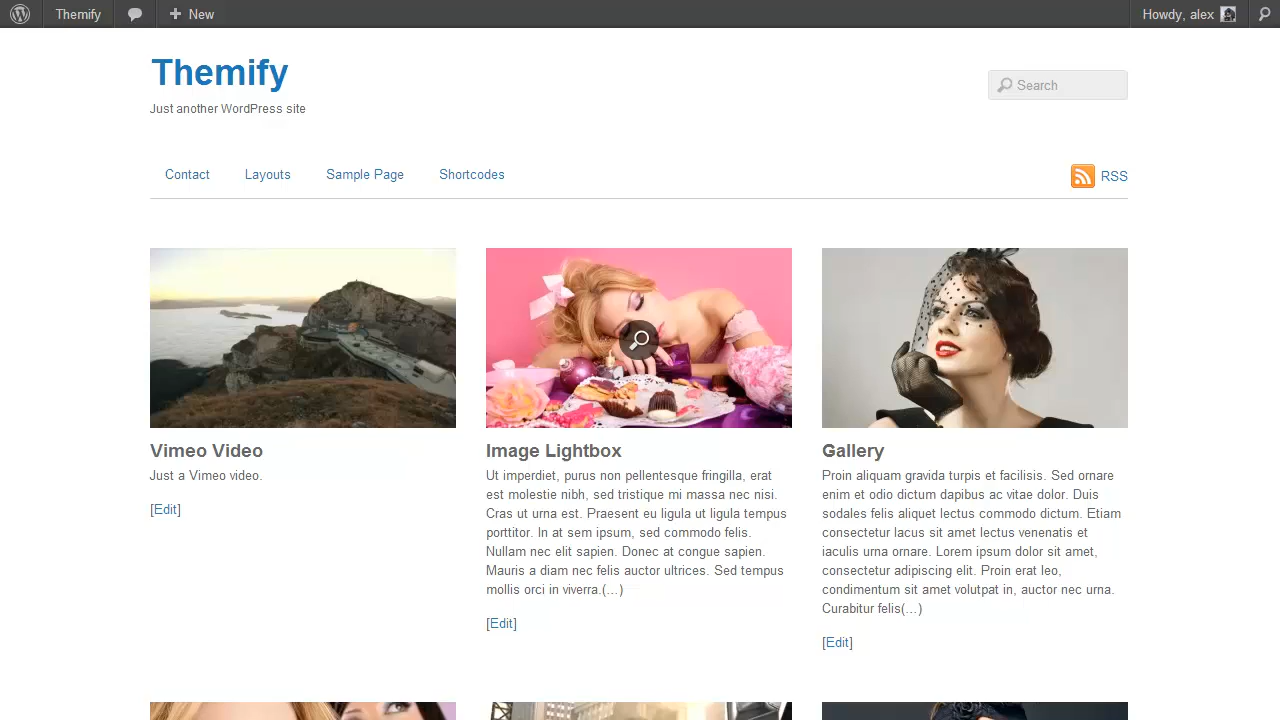 Themify
New
Howdy, alex
Themify
Just another WordPress site
Search
Contact
Layouts
Sample Page
Shortcodes
RSS
Vimeo Video
Just a Vimeo video.
[Edit]
Image Lightbox
Ut imperdiet, purus non pellentesque fringilla, erat
est molestie nibh, sed tristique mi massa nec nisi.
Cras ut urna est. Praesent eu ligula ut ligula tempus
porttitor. In at sem ipsum, sed commodo felis.
Nullam nec elit sapien. Donec at congue sapien.
Mauris a diam nec felis auctor ultrices. Sed tempus
mollis orci in viverra.(...)
[Edit]
Gallery
Proin aliquam gravida turpis et facilisis. Sed ornare
enim et odio dictum dapibus ac vitae dolor. Duis
sodales felis aliquet lectus commodo dictum. Etiam
consectetur lacus sit amet lectus venenatis et
iaculis urna ornare. Lorem ipsum dolor sit amet,
consectetur adipiscing elit. Proin erat leo,
condimentum sit amet volutpat in, auctor nec urna.
Curabitur felis(...)
[Edit]